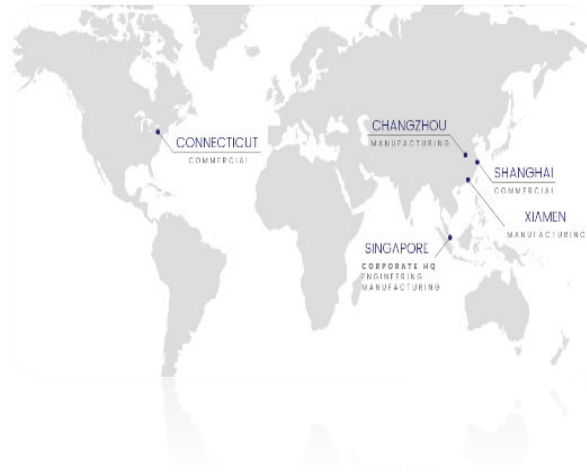 CONNECTICUT
COMMERCIAL
CHANGZHOU
MANUFACTURING
SHANGHAI
COMMERCIAL
XIAMEN
MANUFACTURING
SINGAPORE
CORPORATE HQ
ENGINEERING
MANUFACTURING